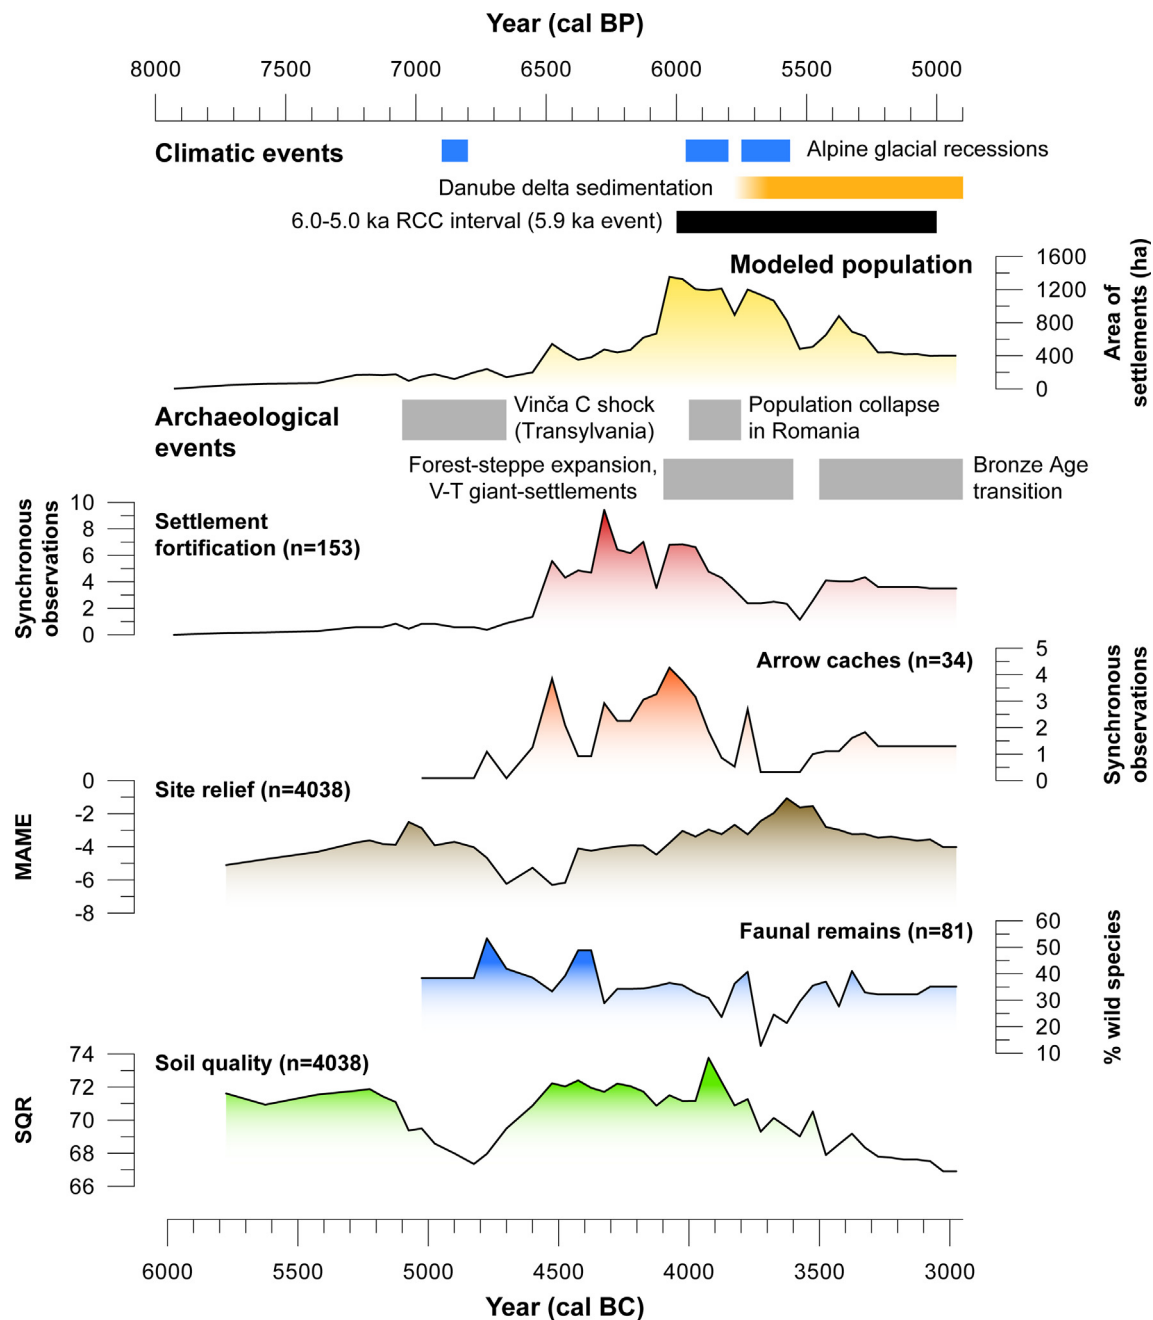 Year (cal BP)
8000 7500 7000 6500 6000 5500 5000
Climatic events
Alpine glacial recessions
Danube delta sedimentation
6.0-5.0 ka RCC interval (5.9 ka event)
Modeled population
1600
1200
800
400
0
Area of
settlements (ha)
Archaeological
events
Vinča C shock
(Transylvania)
Population collapse
in Romania
Forest-steppe expansion,
V-T giant-settlements
Bronze Age
transition
Synchronous
observations
10
8
6
4
2
0
Settlement
fortification (n=153)
Arrow caches (n=34)
5
4
3
2
1
0
Synchronous
observations
MAME
0
-2
-4
-6
-8
Site relief (n=4038)
Faunal remains (n=81)
60
50
40
30
20
10
% wild species
SQR
74
72
70
68
66
Soil quality (n=4038)
6000 5500 5000 4500 4000 3500 3000
Year (cal BC)